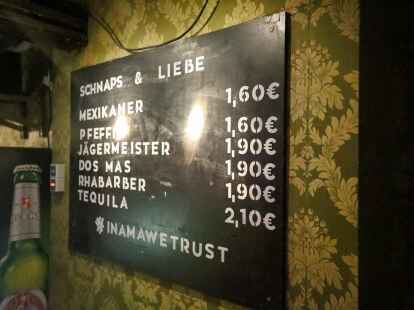 SCHNAPS & LIEBE
MEXIKANER 1,60€
PFEFFI 1,60€
JÄGERMEISTER 1,90€
DOS MAS 1,90€
RHABARBER 1,90€
TEQUILA 2,10€
#INAMAWETRUST